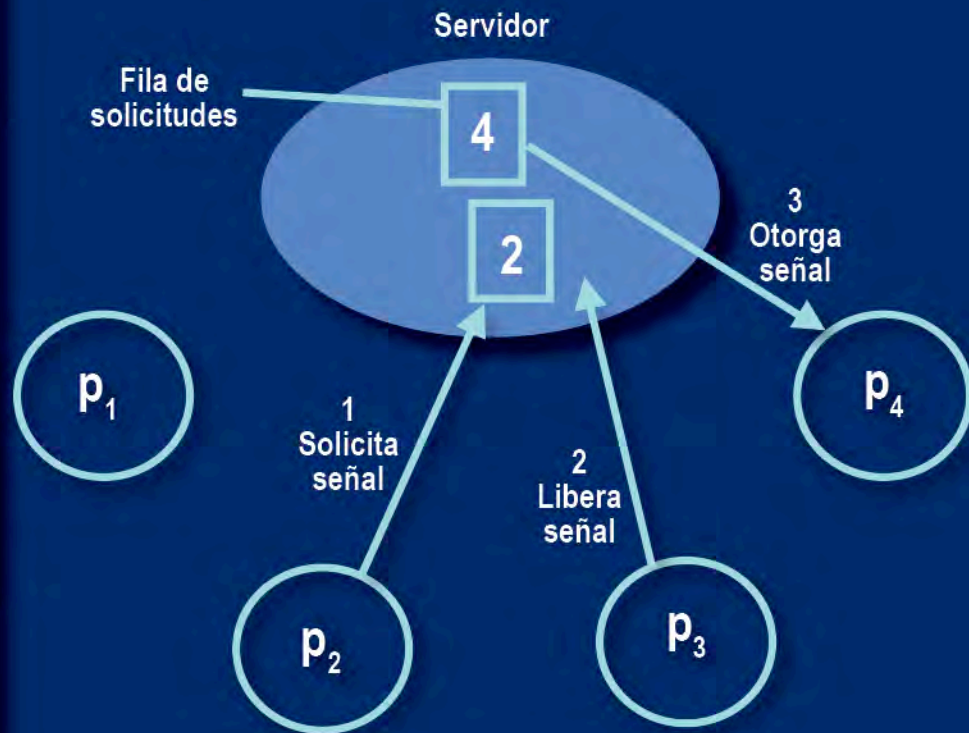 Servidor
Fila de
solicitudes
4
2
3
Otorga
señal
p1
p4
1
Solicita
señal
2
Libera
señal
p2
p3